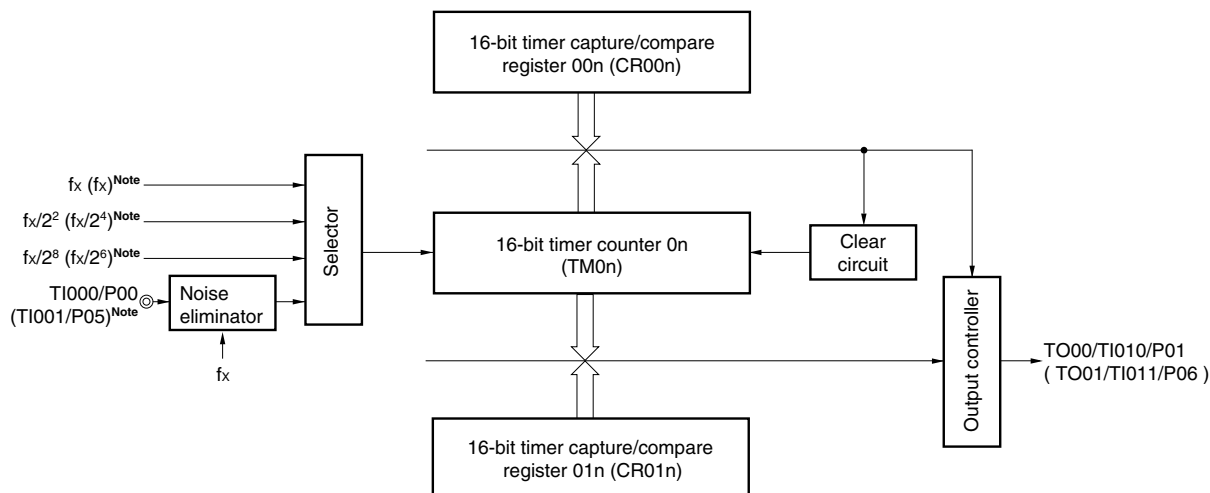 16-bit timer capture/compare
register 00n (CR00n)
fx (fx)Note
fx/2² (fx/2⁴)Note
fx/2⁸ (fx/2⁶)Note
TI000/P00
(TI001/P05)Note
Noise
eliminator
fx
Selector
16-bit timer counter 0n
(TM0n)
Clear
circuit
Output controller
TO00/TI010/P01
( TO01/TI011/P06 )
16-bit timer capture/compare
register 01n (CR01n)